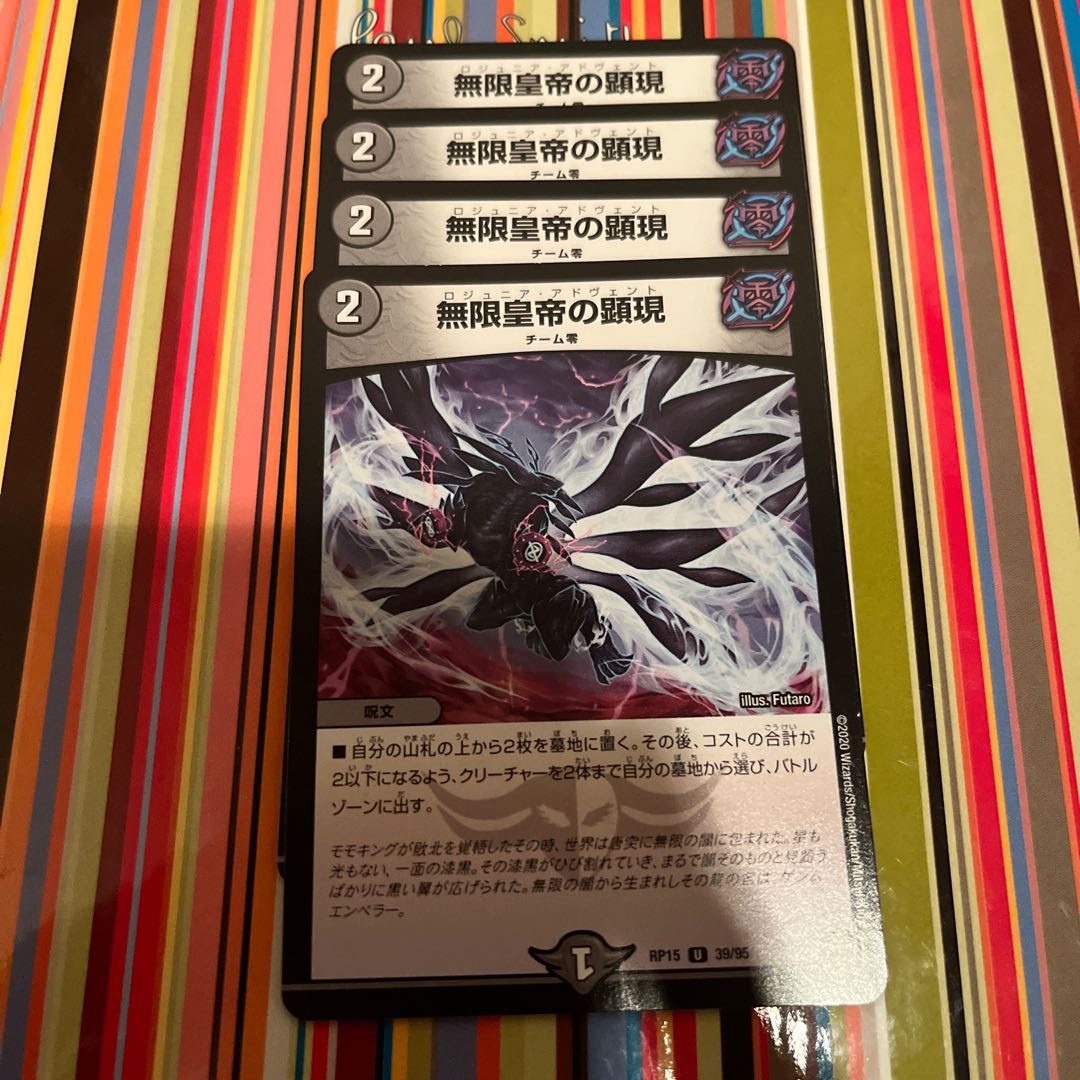 Paul Smith
2
ロジュニア・アドヴェント
無限皇帝の顕現
2
ロジュニア・アドヴェント
無限皇帝の顕現
チーム零
2
ロジュニア・アドヴェント
無限皇帝の顕現
チーム零
2
ロジュニア・アドヴェント
無限皇帝の顕現
チーム零
零
illus. Futaro
呪文
■自分の山札の上から2枚を墓地に置く。その後、コストの合計が
2以下になるよう、クリーチャーを2体まで自分の墓地から選び、バトル
ゾーンに出す。
モモキングが敗北を覚悟したその時、世界は唐突に無限の闇に包まれた。星も
光もない、一面の漆黒。その漆黒がひび割れていき、まるで闇そのものと見紛う
ばかりに黒い翼が広げられた。無限の闇から生まれしその龍の名は、ゲンム
エンペラー。
1
RP15 U 39/95
©2020 Wizards/Shogakukan/Mitsui